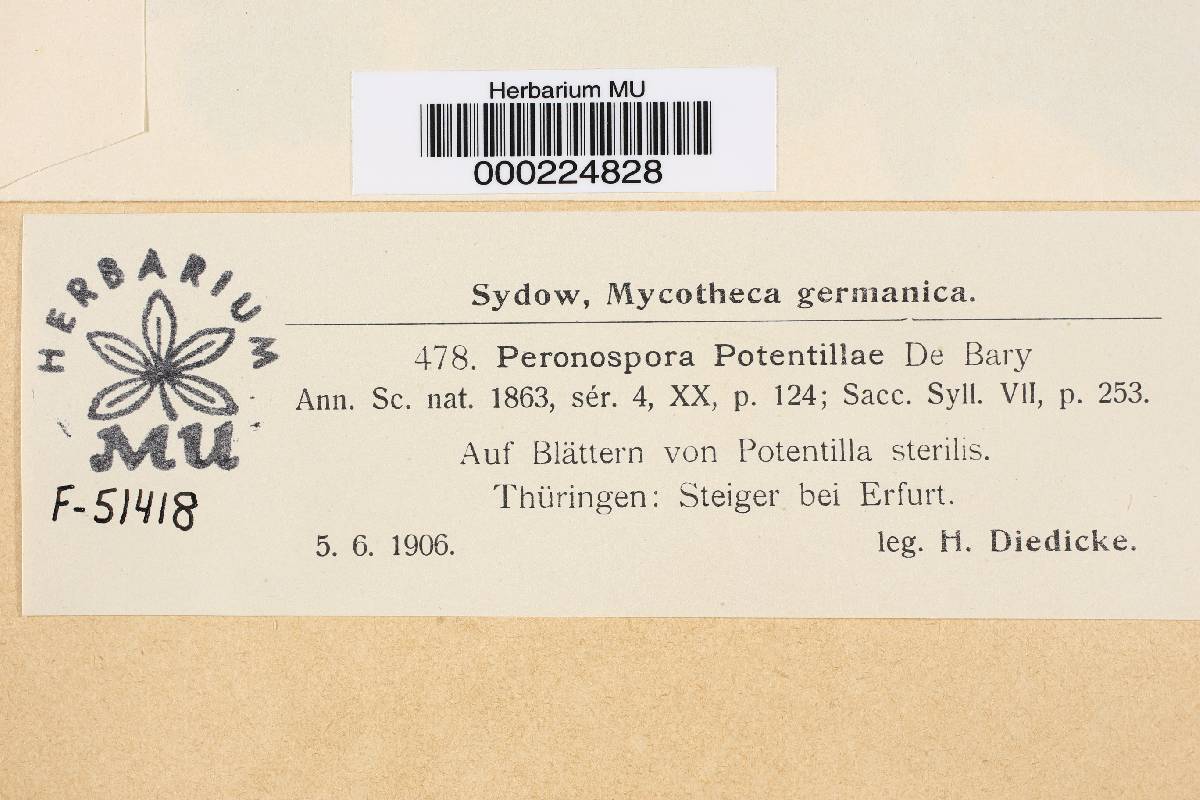 Herbarium MU
000224828
HERBARIUM
MU
F-51418
Sydow, Mycotheca germanica.
478. Peronospora Potentillae De Bary
Ann. Sc. nat. 1863, sér. 4, XX, p. 124; Sacc. Syll. VII, p. 253.
Auf Blättern von Potentilla sterilis.
Thüringen: Steiger bei Erfurt.
5. 6. 1906. leg. H. Diedicke.